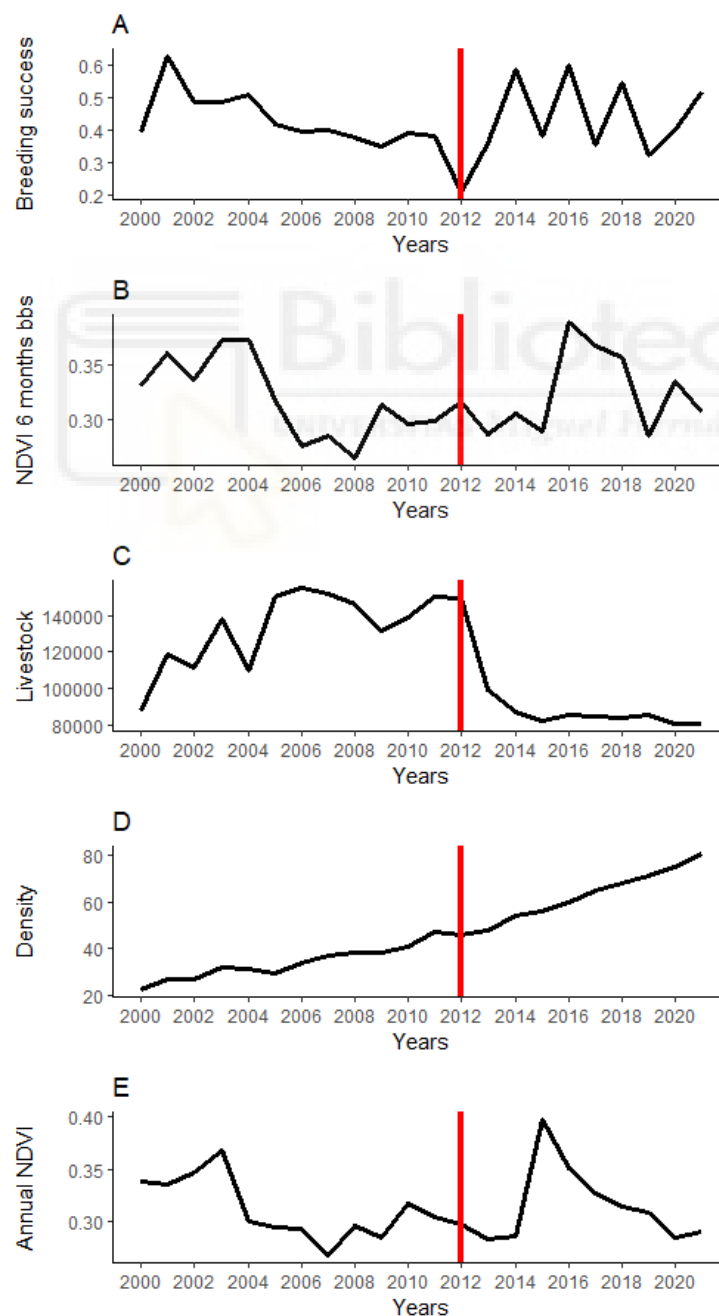 A
Breeding success
0.6
0.5
0.4
0.3
0.2
2000 2002 2004 2006 2008 2010 2012 2014 2016 2018 2020
Years
B
NDVI 6 months bbs
0.35
0.30
Bibliotec
UNIVERSITAS Miguel Herná
2000 2002 2004 2006 2008 2010 2012 2014 2016 2018 2020
Years
C
Livestock
140000
120000
100000
80000
2000 2002 2004 2006 2008 2010 2012 2014 2016 2018 2020
Years
D
Density
80
60
40
20
2000 2002 2004 2006 2008 2010 2012 2014 2016 2018 2020
Years
E
Annual NDVI
0.40
0.35
0.30
2000 2002 2004 2006 2008 2010 2012 2014 2016 2018 2020
Years